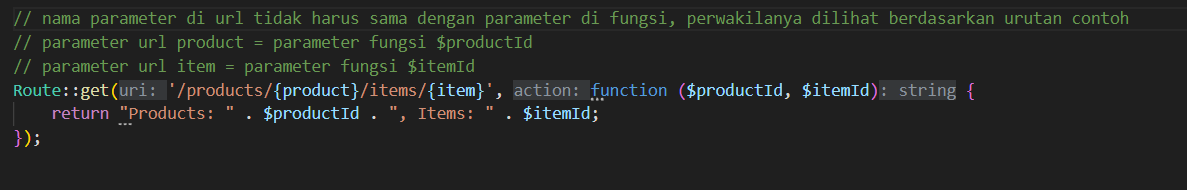 // nama parameter di url tidak harus sama dengan parameter di fungsi, perwakilanya dilihat berdasarkan urutan contoh
// parameter url product = parameter fungsi $productId
// parameter url item = parameter fungsi $itemId
Route::get(uri: '/products/{product}/items/{item}', action: function ($productId, $itemId): string {
    return "Products: " . $productId . ", Items: " . $itemId;
});